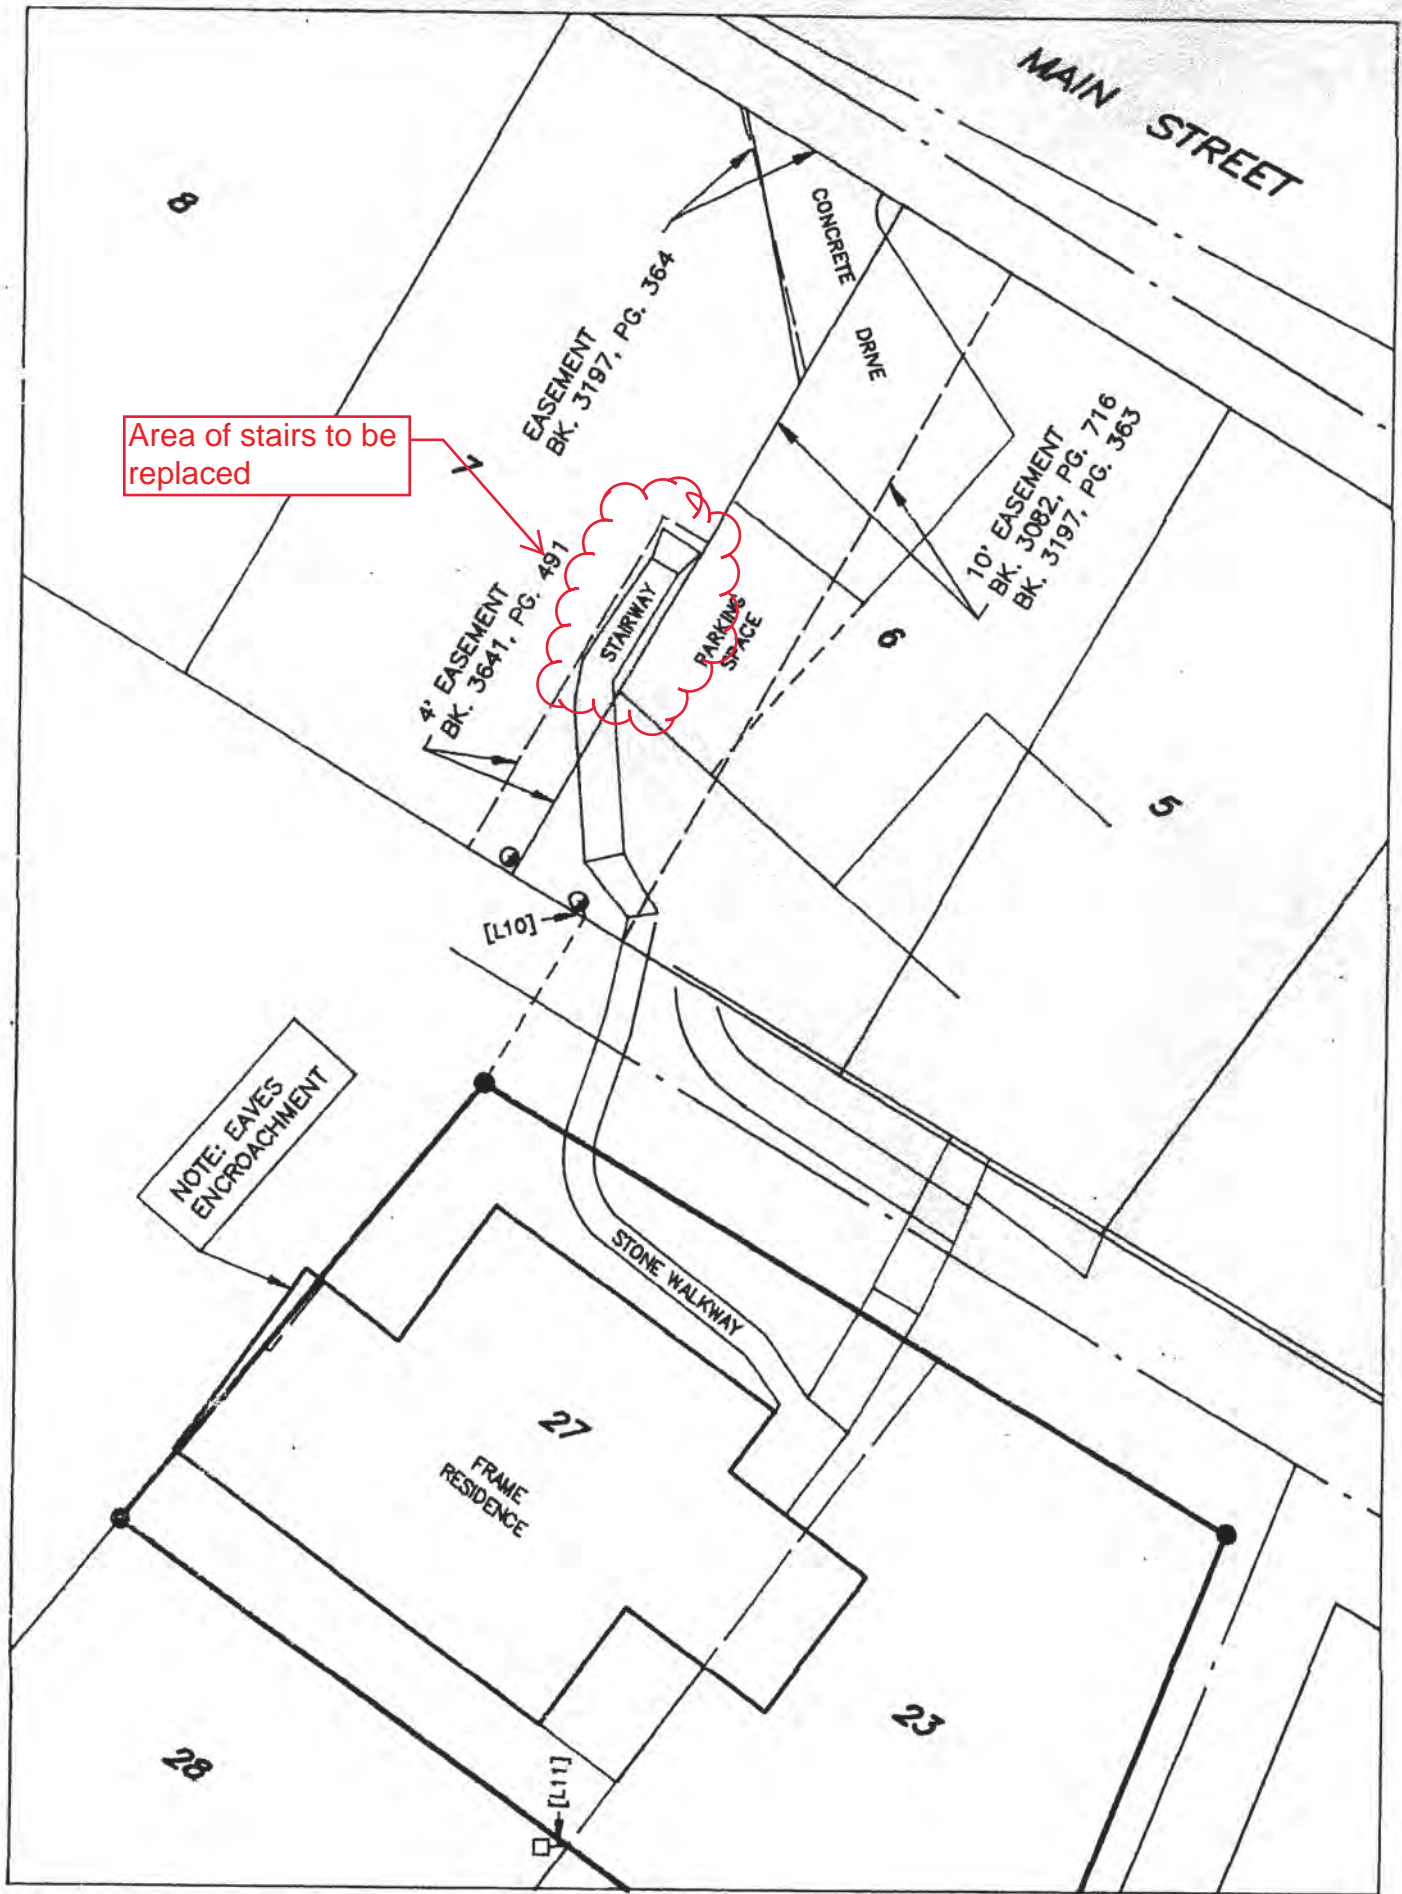 MAIN STREET
8
CONCRETE
DRIVE
EASEMENT
BK. 3197, PG. 364
Area of stairs to be
replaced
7
10' EASEMENT
BK. 3082, PG. 716
BK. 3197, PG. 363
4' EASEMENT
BK. 3641, PG. 491
STAIRWAY
PARKING
SPACE
6
5
[L10]
NOTE: EAVES
ENCROACHMENT
STONE WALKWAY
27
FRAME
RESIDENCE
23
28
[L11]